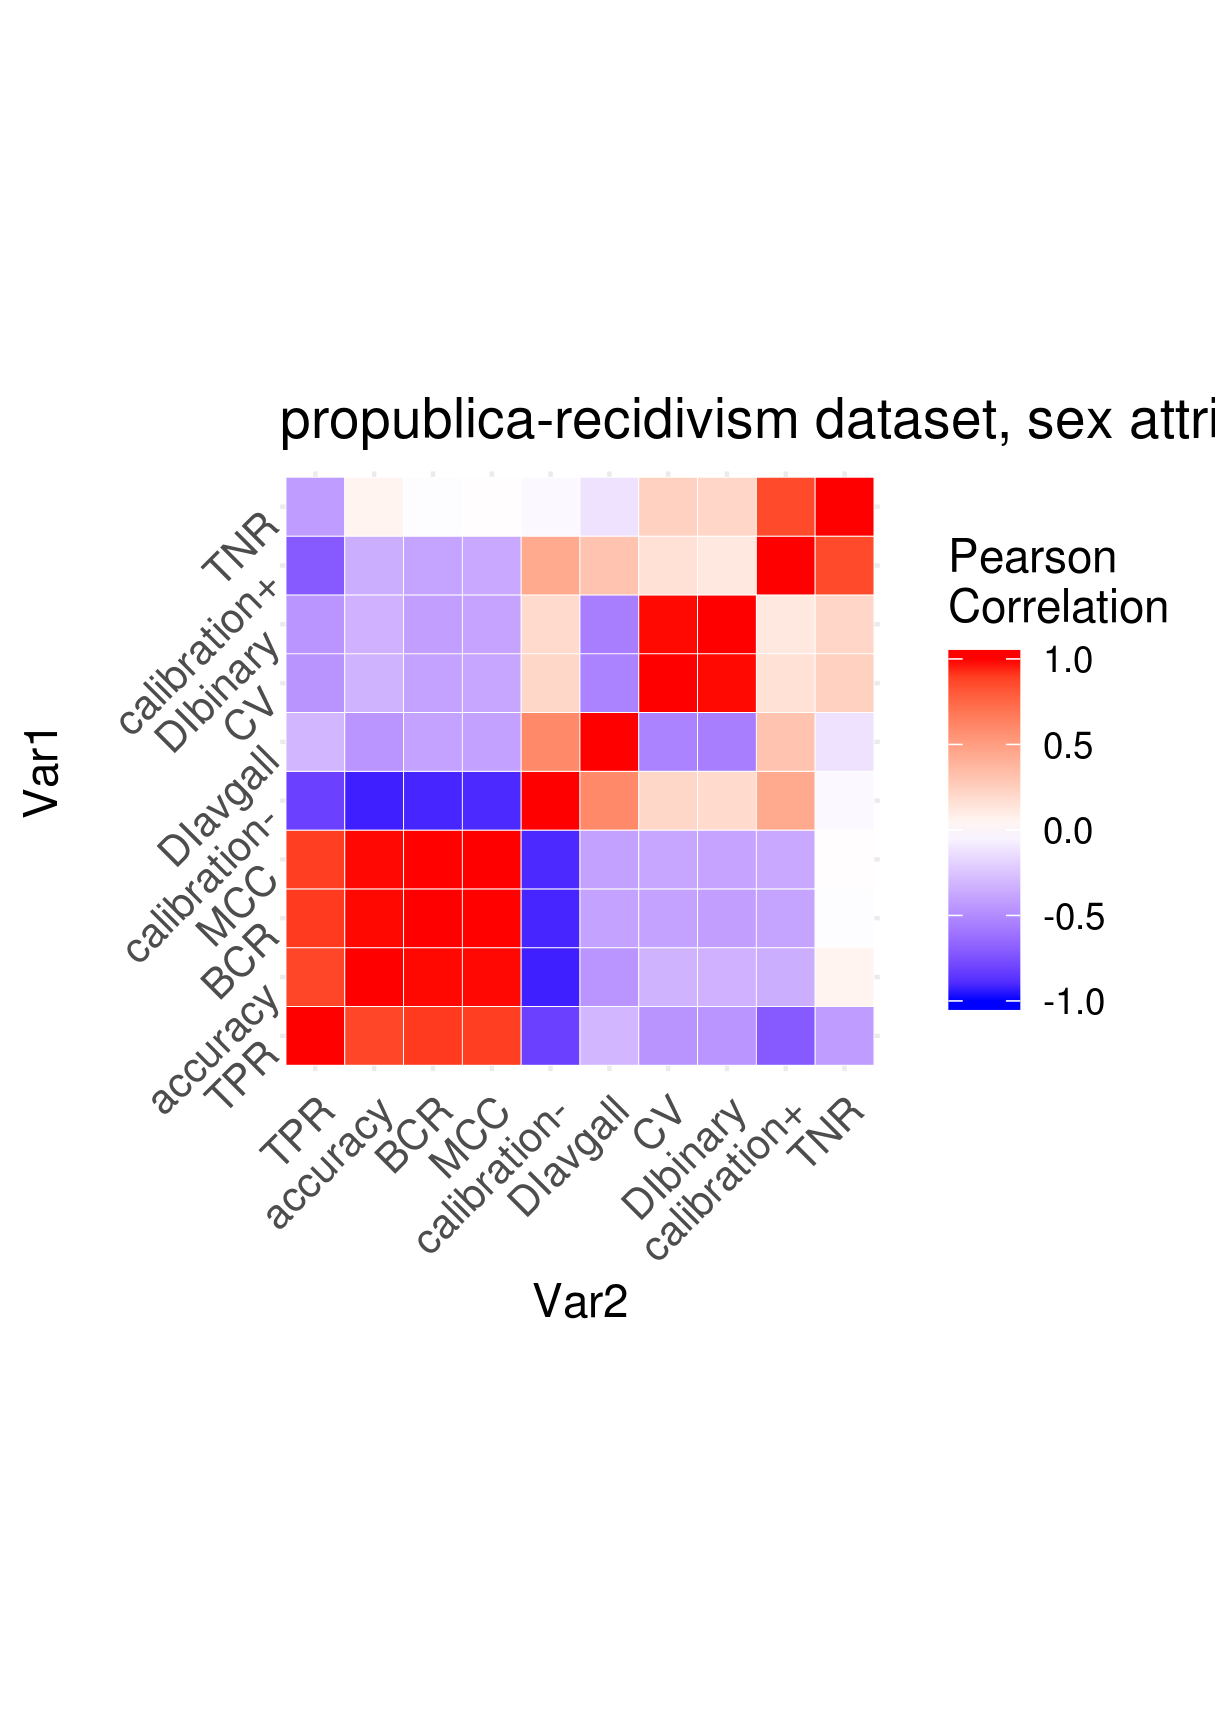 propublica-recidivism dataset, sex attri
Var1
TNR
calibration+
DIbinary
CV
DIavgall
calibration-
MCC
BCR
accuracy
TPR
TPR
accuracy
BCR
MCC
calibration-
DIavgall
CV
DIbinary
calibration+
TNR
Var2
Pearson
Correlation
1.0
0.5
0.0
-0.5
-1.0